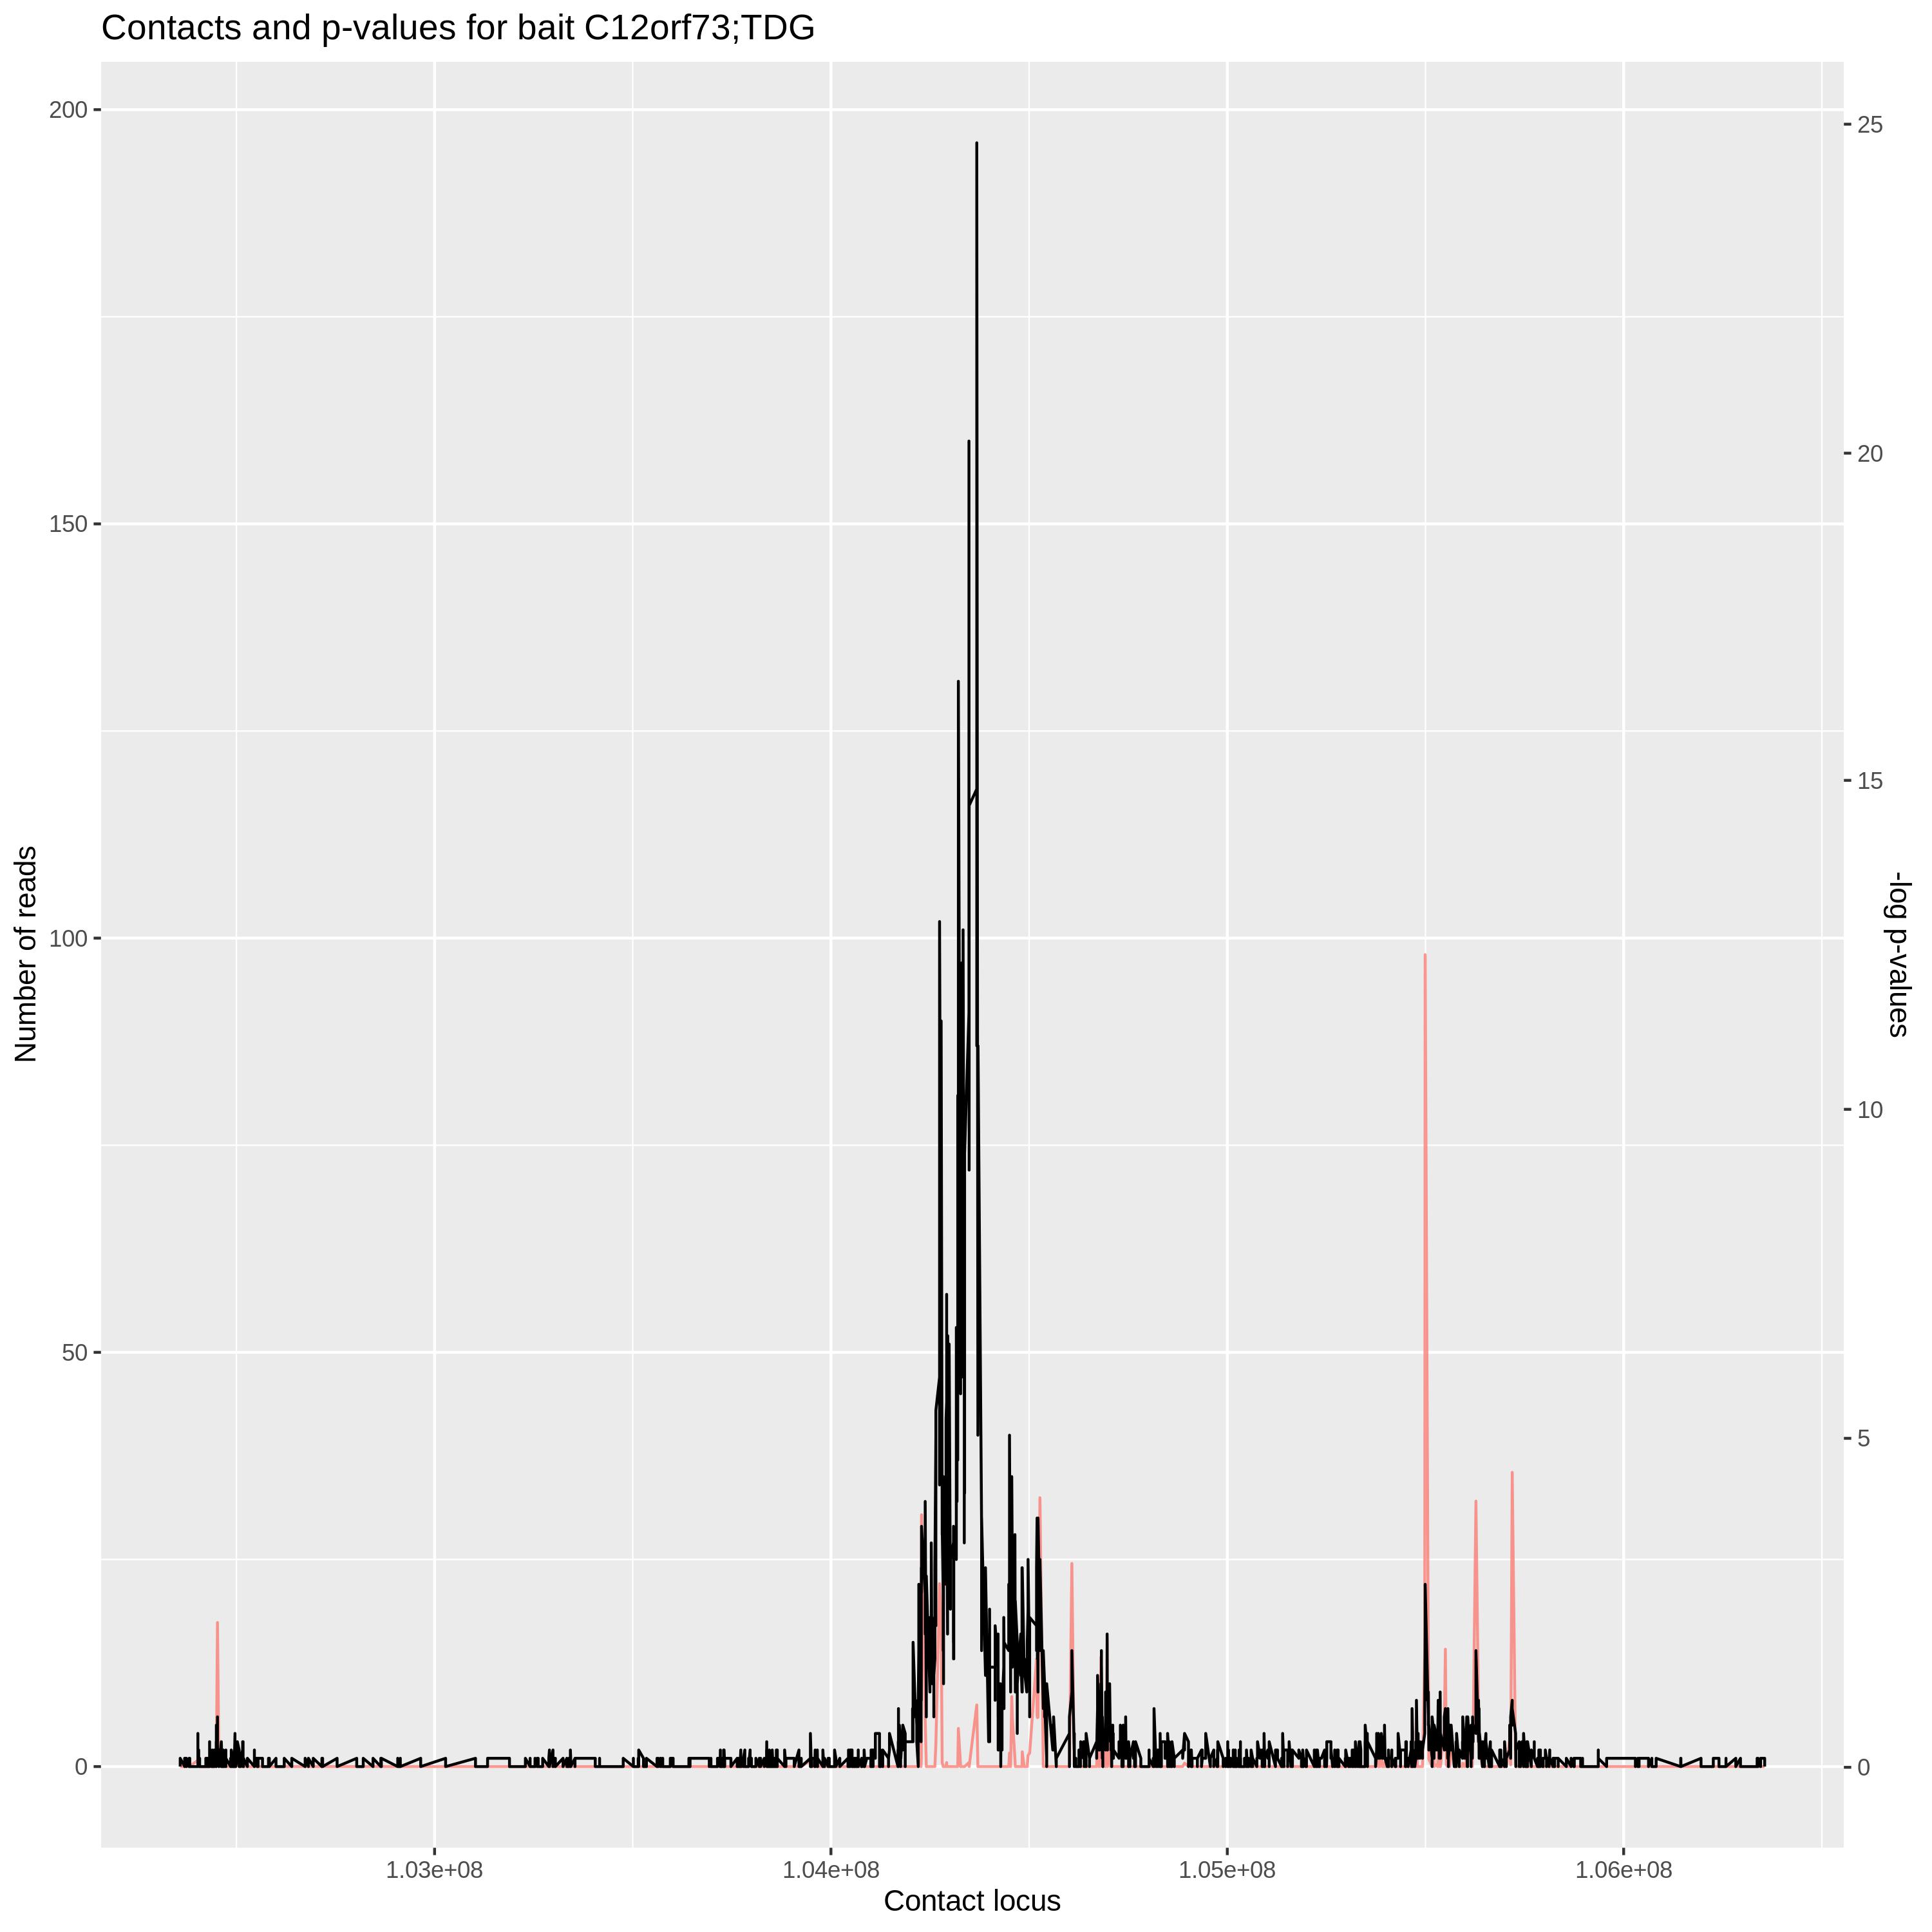 Contacts and p-values for bait C12orf73;TDG
200
150
100
50
0
Number of reads
25
20
15
10
5
0
-log p-values
1.03e+08
1.04e+08
1.05e+08
1.06e+08
Contact locus